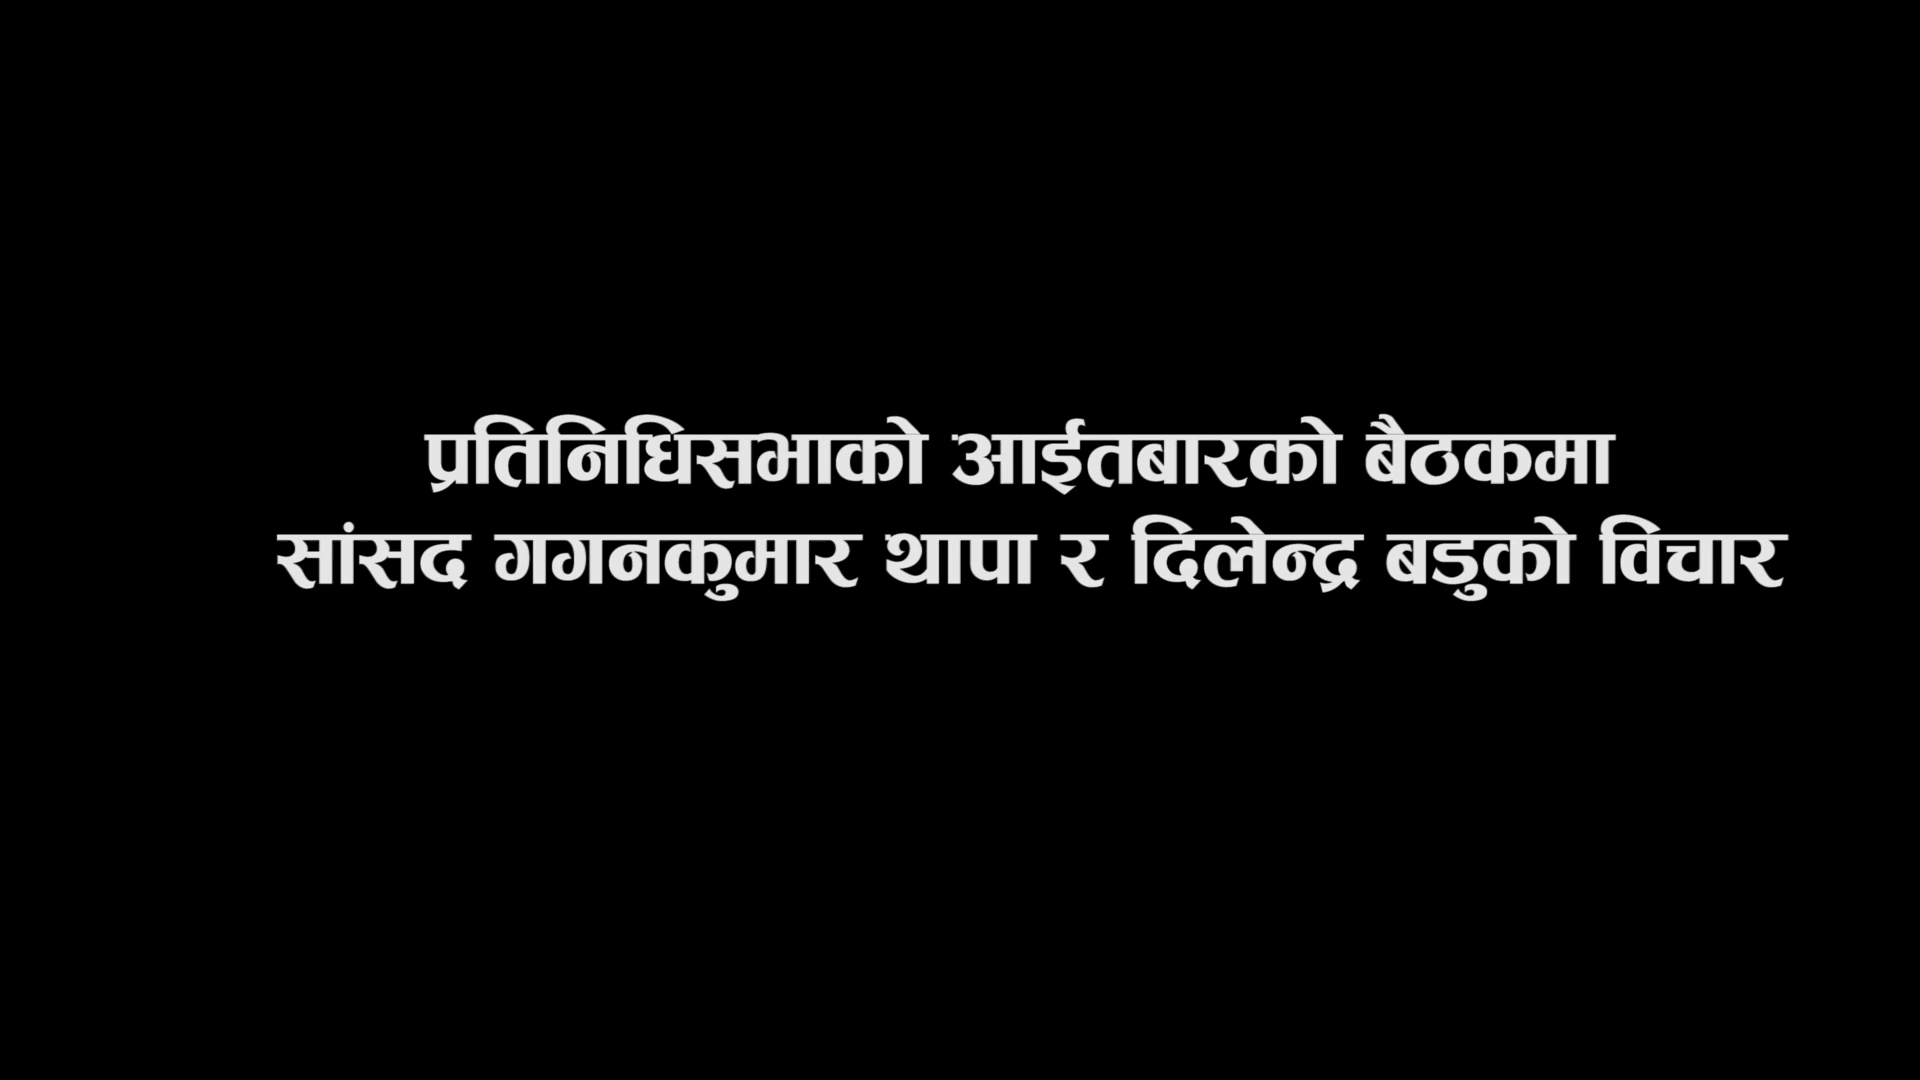 प्रतिनिधिसभाको आईतबारको बैठकमा
सांसद गगनकुमार थापा र दिलेन्द्र बडुको विचार